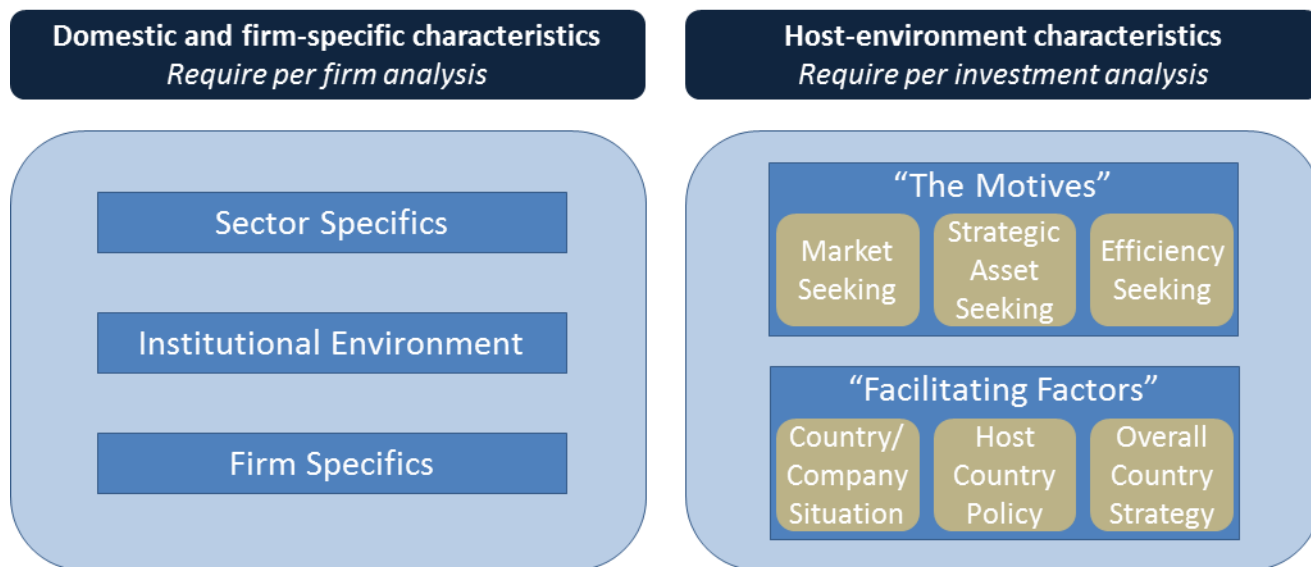 Domestic and firm-specific characteristics
Require per firm analysis
Sector Specifics
Institutional Environment
Firm Specifics
Host-environment characteristics
Require per investment analysis
“The Motives”
Market
Seeking
Strategic
Asset
Seeking
Efficiency
Seeking
“Facilitating Factors”
Country/
Company
Situation
Host
Country
Policy
Overall
Country
Strategy